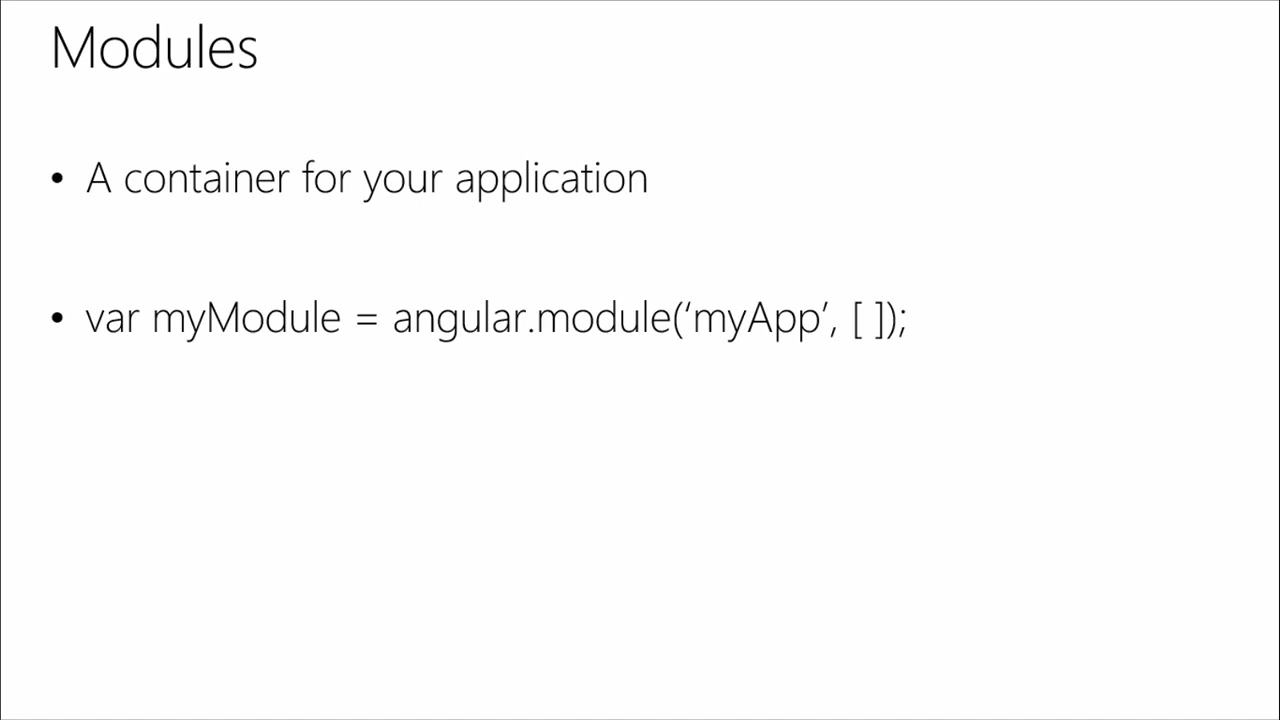 Modules
• A container for your application
• var myModule = angular.module(‘myApp’, [ ]);